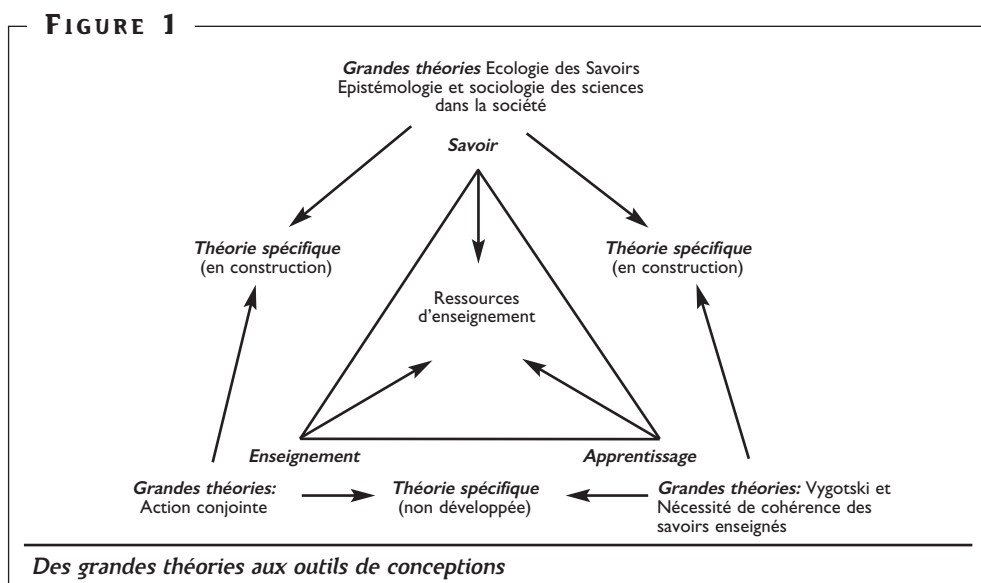 FIGURE 1
Grandes théories Ecologie des Savoirs
Epistémologie et sociologie des sciences
dans la société
Savoir
Théorie spécifique
(en construction)
Théorie spécifique
(en construction)
Ressources
d'enseignement
Enseignement
Apprentissage
Grandes théories:
Action conjointe
Théorie spécifique
(non développée)
Grandes théories: Vygotski et
Nécessité de cohérence des
savoirs enseignés
Des grandes théories aux outils de conceptions